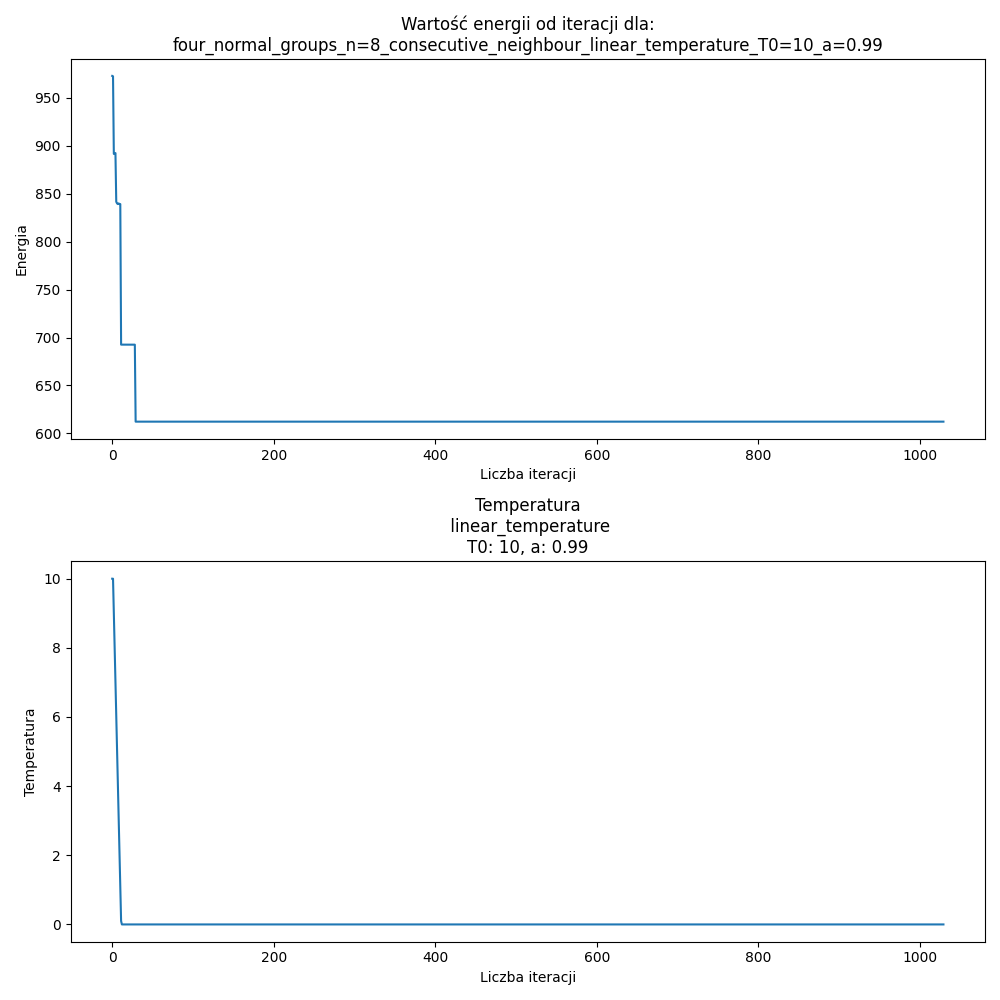 Wartość energii od iteracji dla:
four_normal_groups_n=8_consecutive_neighbour_linear_temperature_T0=10_a=0.99
950
900
850
800
750
700
650
600
Energia
0 200 400 600 800 1000
Liczba iteracji
Temperatura
linear_temperature
T0: 10, a: 0.99
10
8
6
4
2
0
Temperatura
0 200 400 600 800 1000
Liczba iteracji